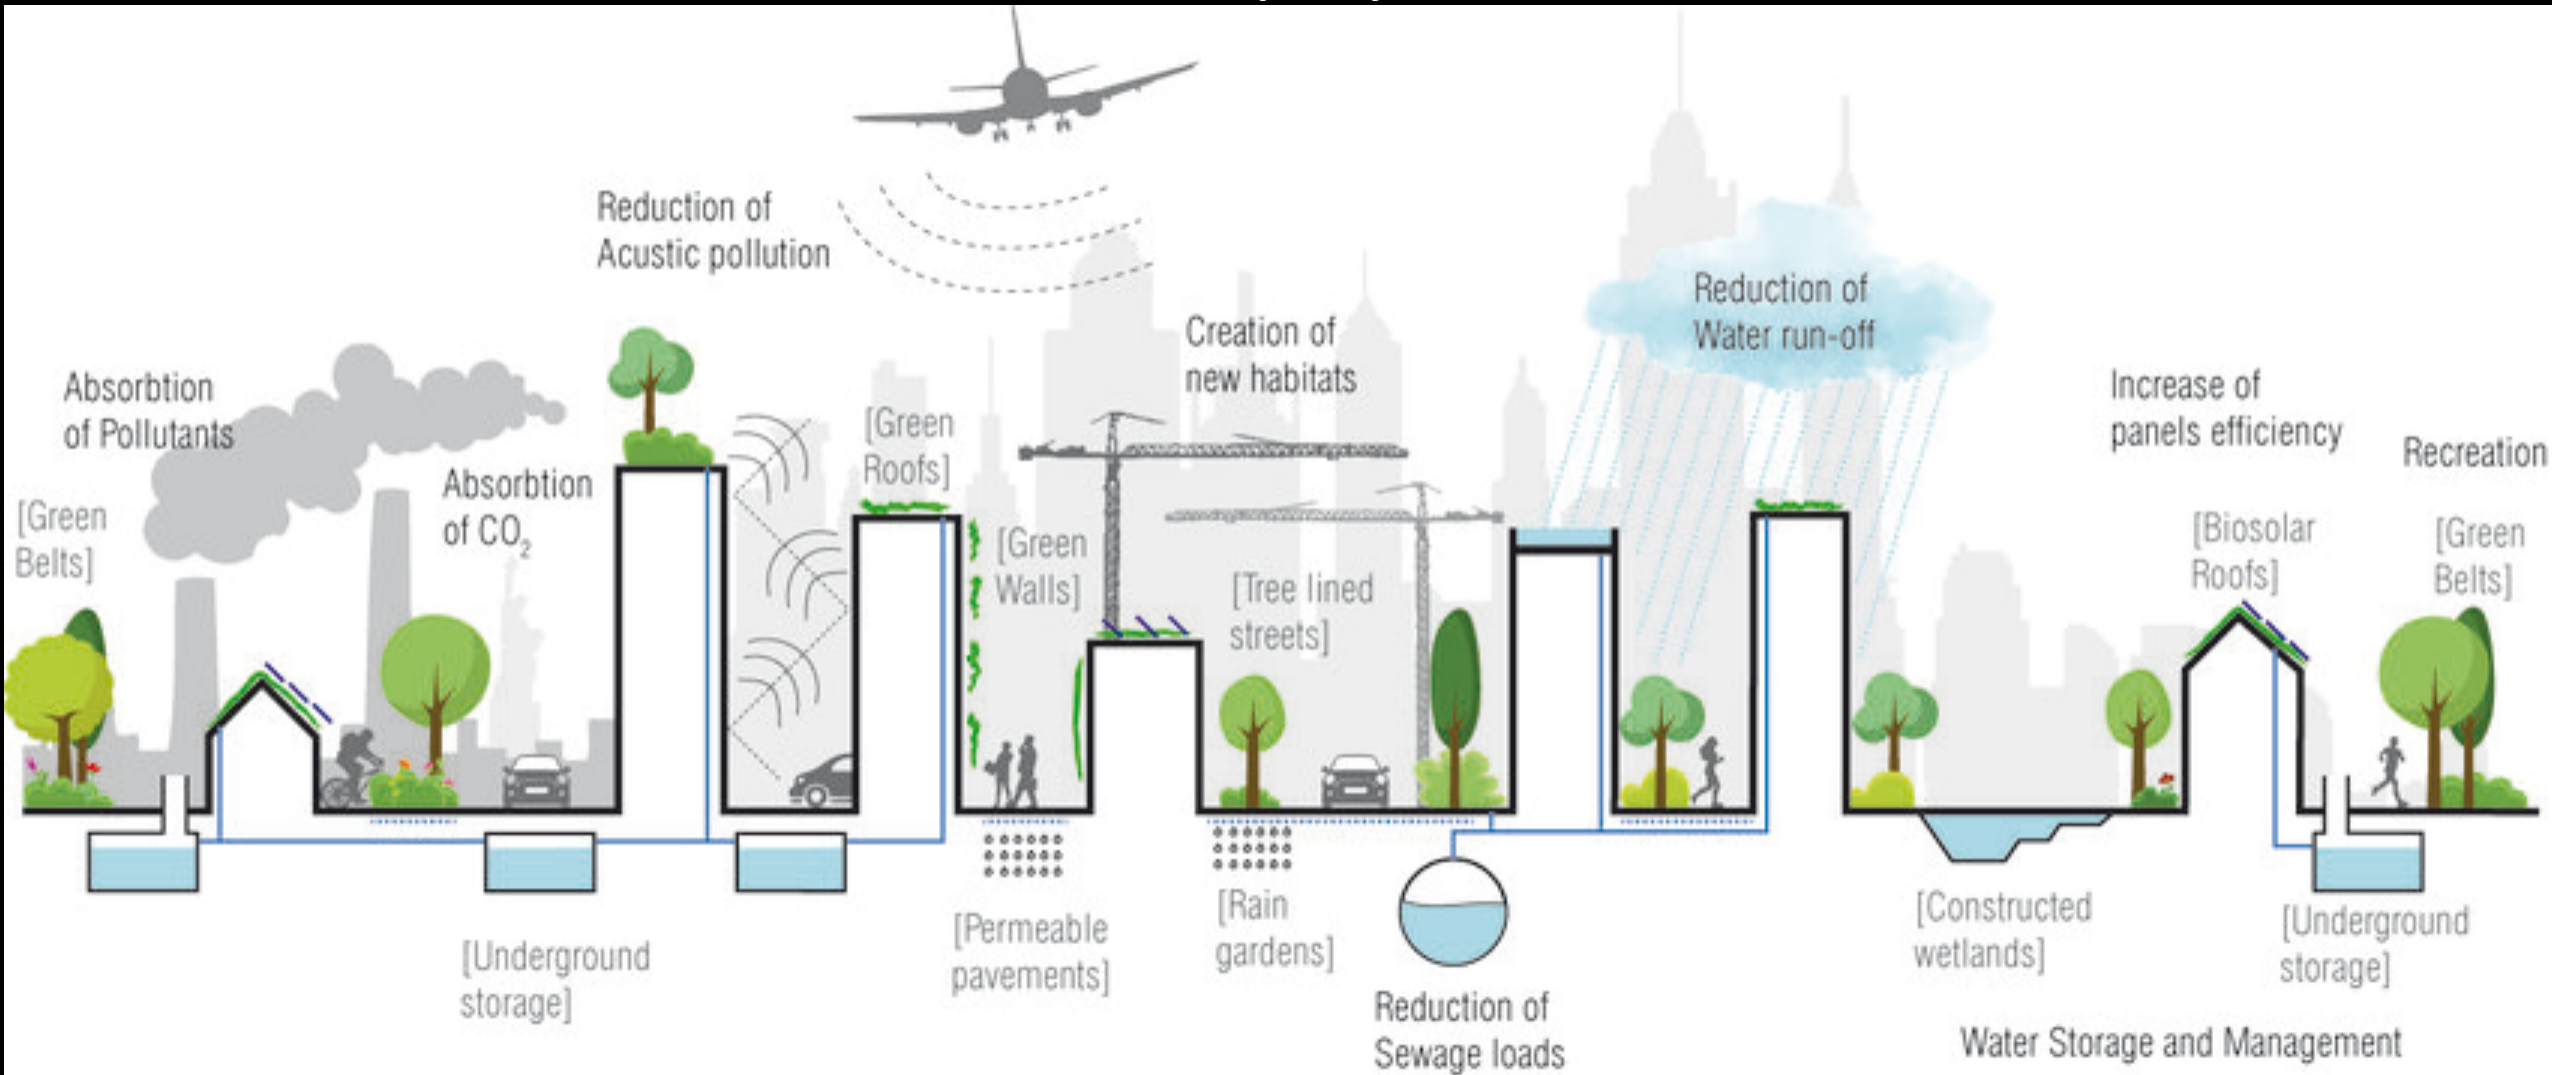 Reduction of
Acustic pollution
Absorbtion
of Pollutants
Absorbtion
of CO₂
[Green
Belts]
[Green
Roofs]
[Green
Walls]
Creation of
new habitats
[Tree lined
streets]
Reduction of
Water run-off
Increase of
panels efficiency
Recreation
[Biosolar
Roofs]
[Green
Belts]
[Underground
storage]
[Permeable
pavements]
[Rain
gardens]
Reduction of
Sewage loads
[Constructed
wetlands]
[Underground
storage]
Water Storage and Management